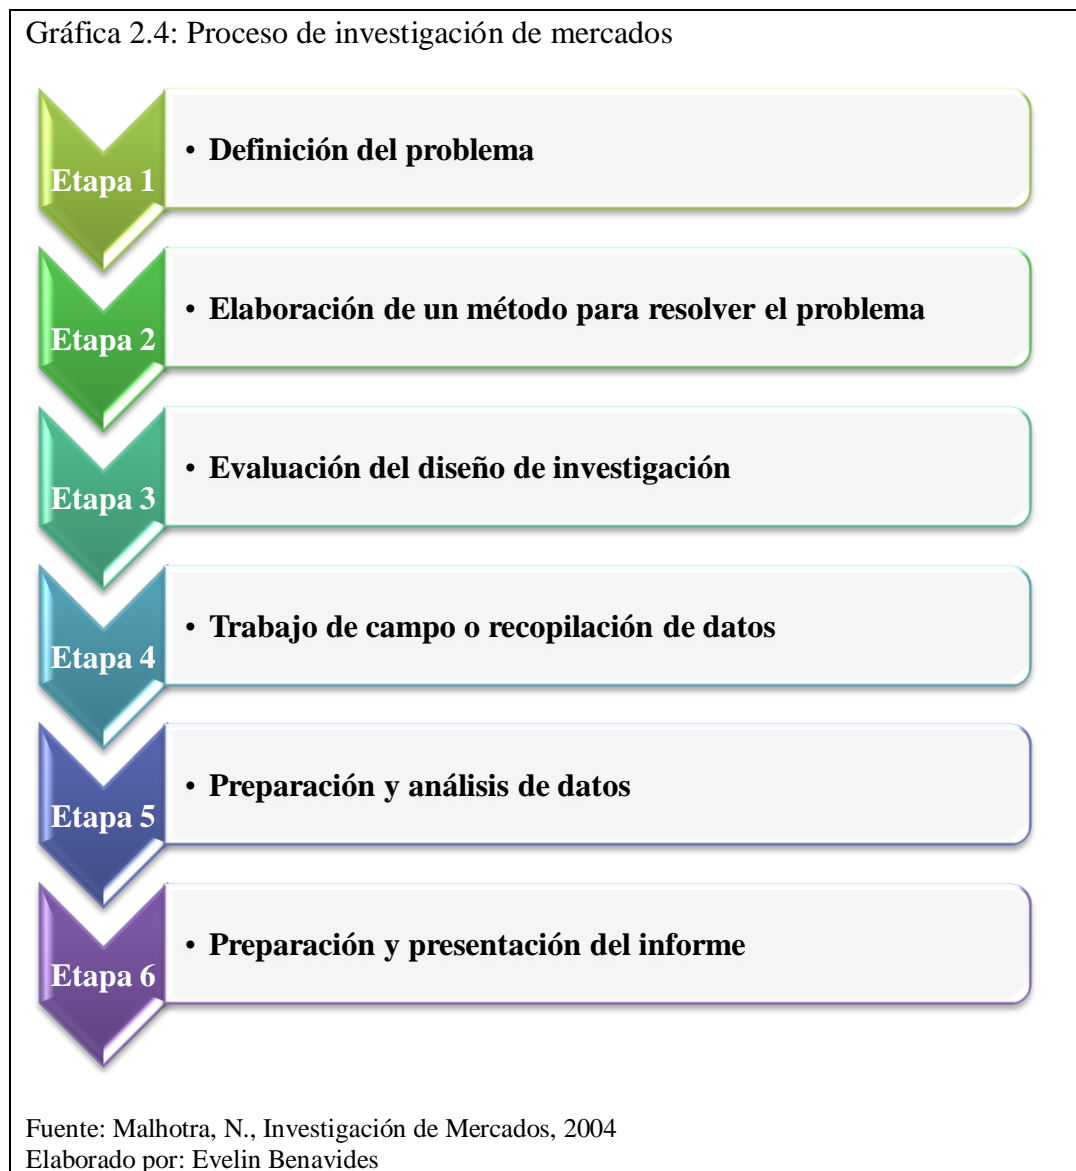 Gráfica 2.4: Proceso de investigación de mercados
Etapa 1
• Definición del problema
Etapa 2
• Elaboración de un método para resolver el problema
Etapa 3
• Evaluación del diseño de investigación
Etapa 4
• Trabajo de campo o recopilación de datos
Etapa 5
• Preparación y análisis de datos
Etapa 6
• Preparación y presentación del informe
Fuente: Malhotra, N., Investigación de Mercados, 2004
Elaborado por: Evelin Benavides